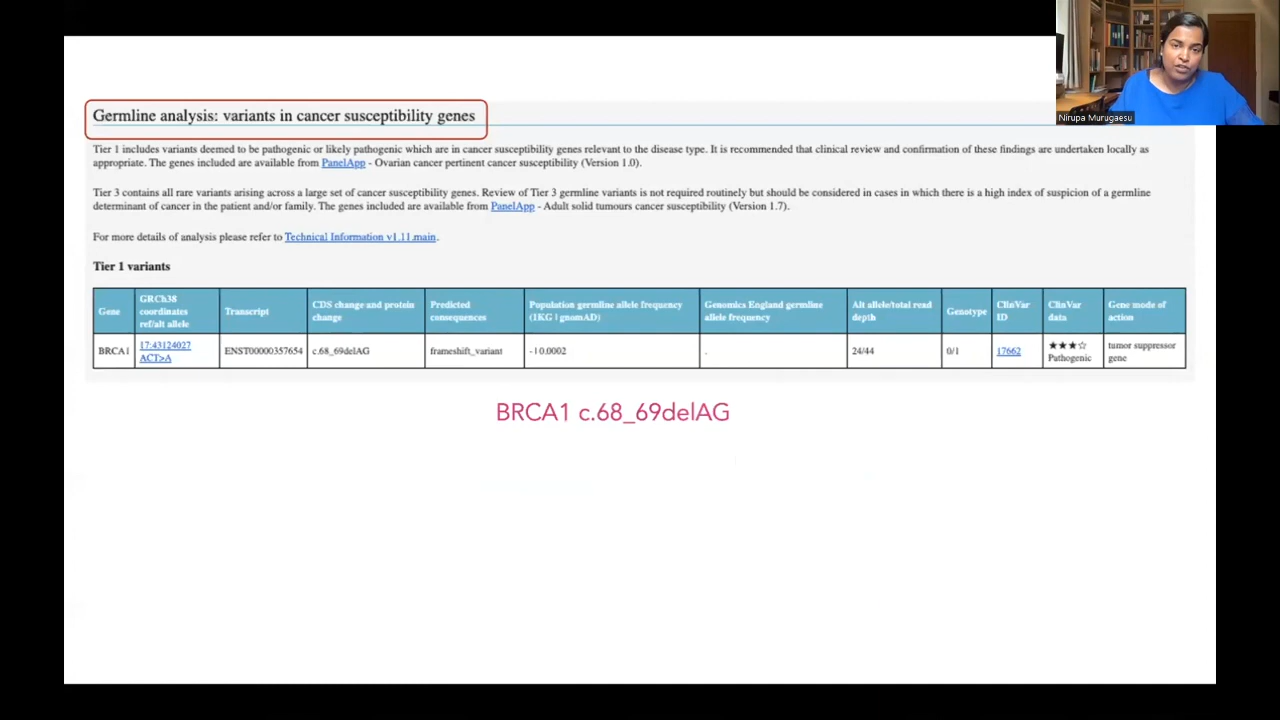 Nirupa Murugaesu
Germline analysis: variants in cancer susceptibility genes
Tier 1 includes variants deemed to be pathogenic or likely pathogenic which are in cancer susceptibility genes relevant to the disease type. It is recommended that clinical review and confirmation of these findings are undertaken locally as
appropriate. The genes included are available from PanelApp - Ovarian cancer pertinent cancer susceptibility (Version 1.0).
Tier 3 contains all rare variants arising across a large set of cancer susceptibility genes. Review of Tier 3 germline variants is not required routinely but should be considered in cases in which there is a high index of suspicion of a germline
determinant of cancer in the patient and/or family. The genes included are available from PanelApp - Adult solid tumours cancer susceptibility (Version 1.7).
For more details of analysis please refer to Technical Information v1.11.main.
Tier 1 variants
Gene
GRCh38
coordinates
ref/alt allele
Transcript
CDS change and protein
change
Predicted
consequences
Population germline allele frequency
(1KG | gnomAD)
Genomics England germline
allele frequency
Alt allele/total read
depth
Genotype
ClinVar
ID
ClinVar
data
Gene mode of
action
BRCA1
17:43124027
ACT>A
ENST00000357654
c.68_69delAG
frameshift_variant
- | 0.0002
.
24/44
0/1
17662
★★★☆
Pathogenic
tumor suppressor
gene
BRCA1 c.68_69delAG